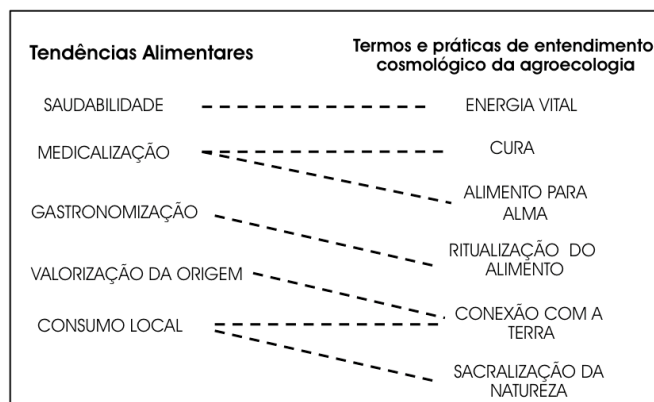 Tendências Alimentares
Termos e práticas de entendimento
cosmológico da agroecologia
SAUDABILIDADE
ENERGIA VITAL
MEDICALIZAÇÃO
CURA
ALIMENTO PARA
ALMA
GASTRONOMIZAÇÃO
RITUALIZAÇÃO DO
ALIMENTO
VALORIZAÇÃO DA ORIGEM
CONEXÃO COM A
TERRA
CONSUMO LOCAL
SACRALIZAÇÃO DA
NATUREZA